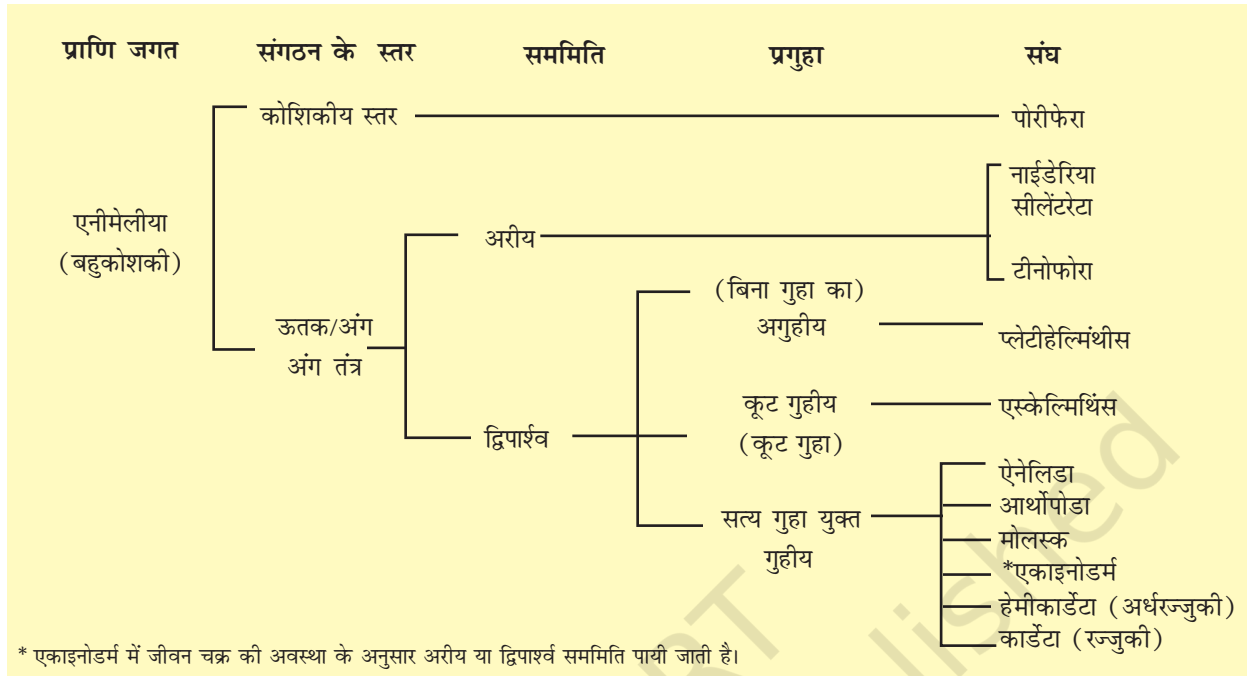 प्राणि जगत संगठन के स्तर सममिति प्रगुहा संघ
कोशिकीय स्तर पोरीफेरा
नाईडेरिया
सीलेंटरेटा
एनीमेलीया
(बहुकोशकी)
अरीय
टीनोफोरा
ऊतक/अंग
अंग तंत्र
(बिना गुहा का)
अगुहीय
प्लेटीहेल्मिंथीस
द्विपार्श्व
कूट गुहीय
(कूट गुहा)
एस्केल्मिथिंस
सत्य गुहा युक्त
गुहीय
ऐनेलिडा
आर्थोपोडा
मोलस्क
*एकाइनोडर्म
हेमीकार्डेटा (अर्धरज्जुकी)
कार्डेटा (रज्जुकी)
* एकाइनोडर्म में जीवन चक्र की अवस्था के अनुसार अरीय या द्विपार्श्व सममिति पायी जाती है।